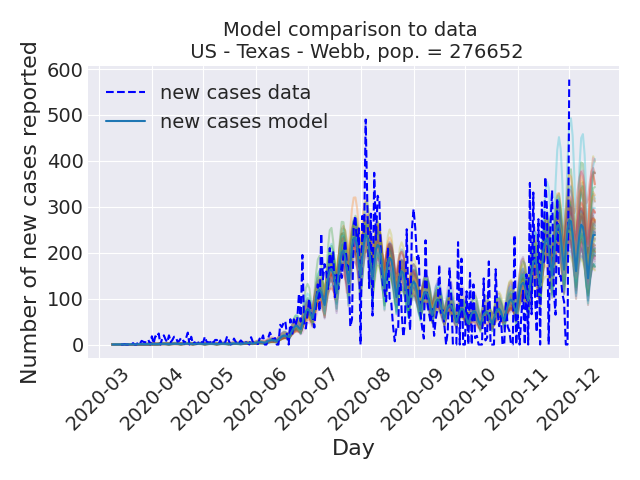 Model comparison to data
US - Texas - Webb, pop. = 276652
Number of new cases reported
600
500
400
300
200
100
0
new cases data
new cases model
2020-03
2020-04
2020-05
2020-06
2020-07
2020-08
2020-09
2020-10
2020-11
2020-12
Day